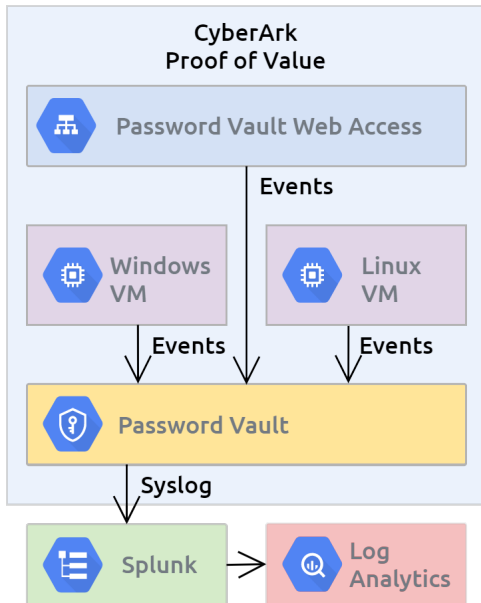 CyberArk
Proof of Value
Password Vault Web Access
Events
Windows
VM
Linux
VM
Events
Events
Password Vault
Syslog
Splunk
Log
Analytics